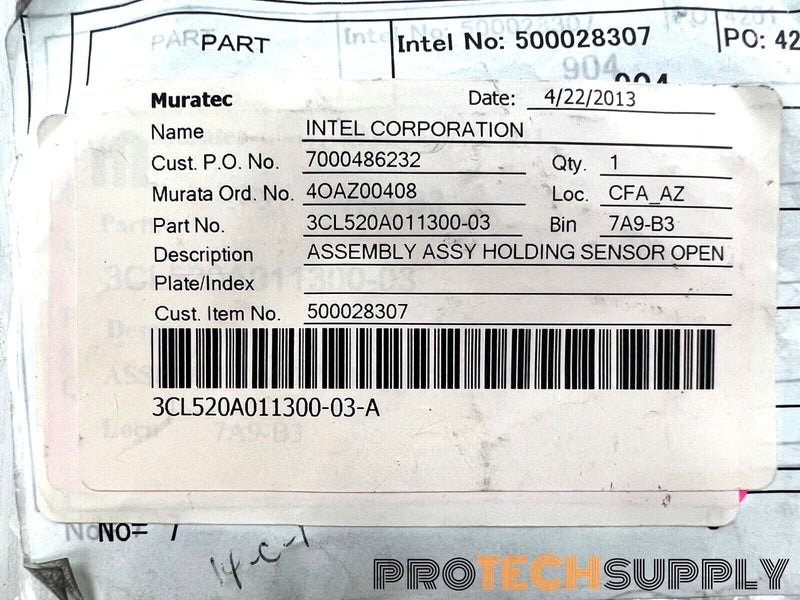 PART Intel No: 500028307 PO: 42
904
Muratec Date: 4/22/2013
Name INTEL CORPORATION
Cust. P.O. No. 7000486232 Qty. 1
Murata Ord. No. 4OAZ00408 Loc. CFA_AZ
Part No. 3CL520A011300-03 Bin 7A9-B3
Description ASSEMBLY ASSY HOLDING SENSOR OPEN
Plate/Index
Cust. Item No. 500028307
3CL520A011300-03-A
7A9-B3
No= 7
14-C-1
PROTECHSUPPLY